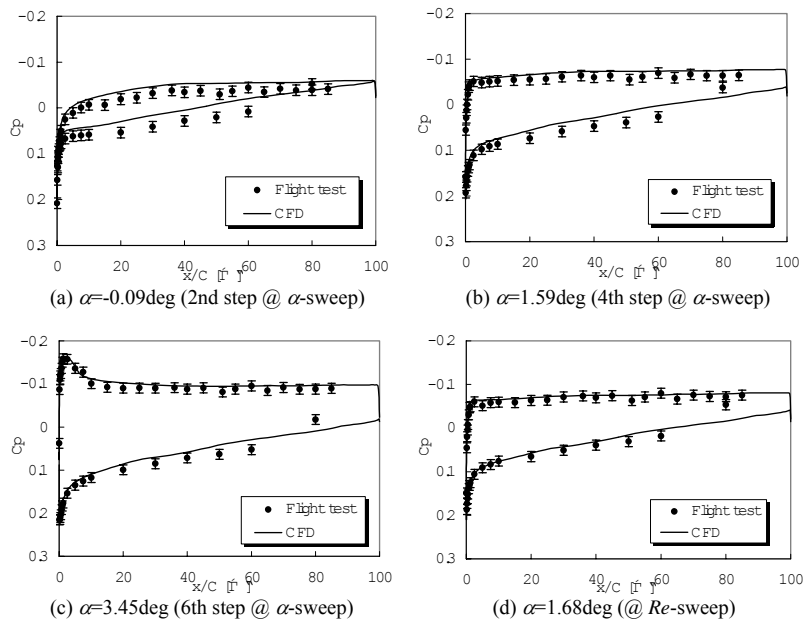 -0.2
-0.1
0
0.1
0.2
0.3
Cp
Flight test
CFD
0 20 40 60 80 100
x/C
(a) α=-0.09deg (2nd step @ α-sweep)
-0.2
-0.1
0.0
0.1
0.2
0.3
Cp
Flight test
CFD
0 20 40 60 80 100
x/C
(b) α=1.59deg (4th step @ α-sweep)
-0.2
-0.1
0
0.1
0.2
0.3
Cp
Flight test
CFD
0 20 40 60 80 100
x/C
(c) α=3.45deg (6th step @ α-sweep)
-0.2
-0.1
0.0
0.1
0.2
0.3
Cp
Flight test
CFD
0 20 40 60 80 100
x/C
(d) α=1.68deg (@ Re-sweep)